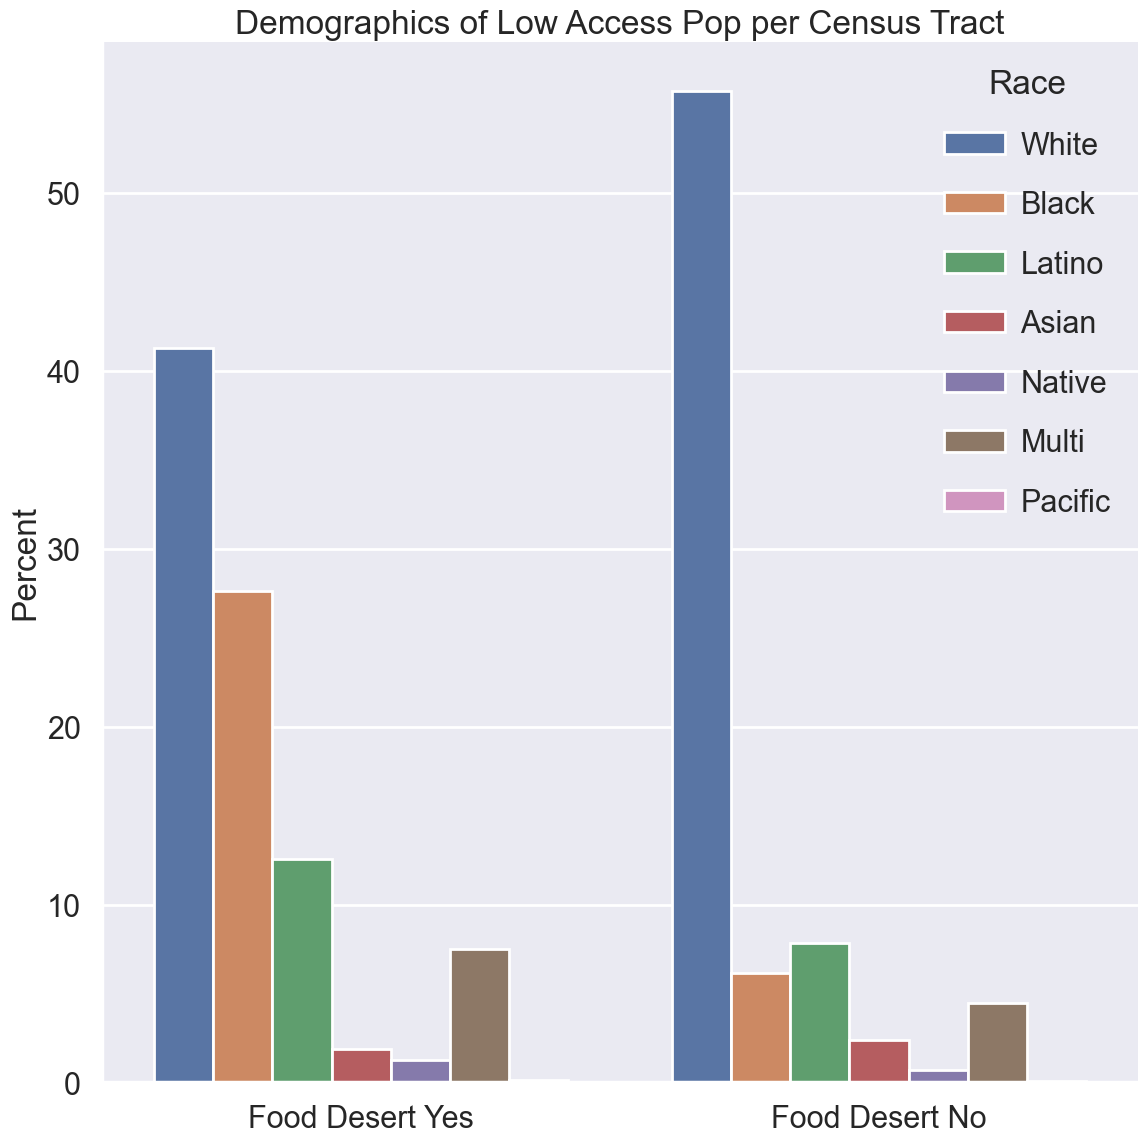 Demographics of Low Access Pop per Census Tract
Race
White
Black
Latino
Asian
Native
Multi
Pacific
Percent
50
40
30
20
10
0
Food Desert Yes
Food Desert No